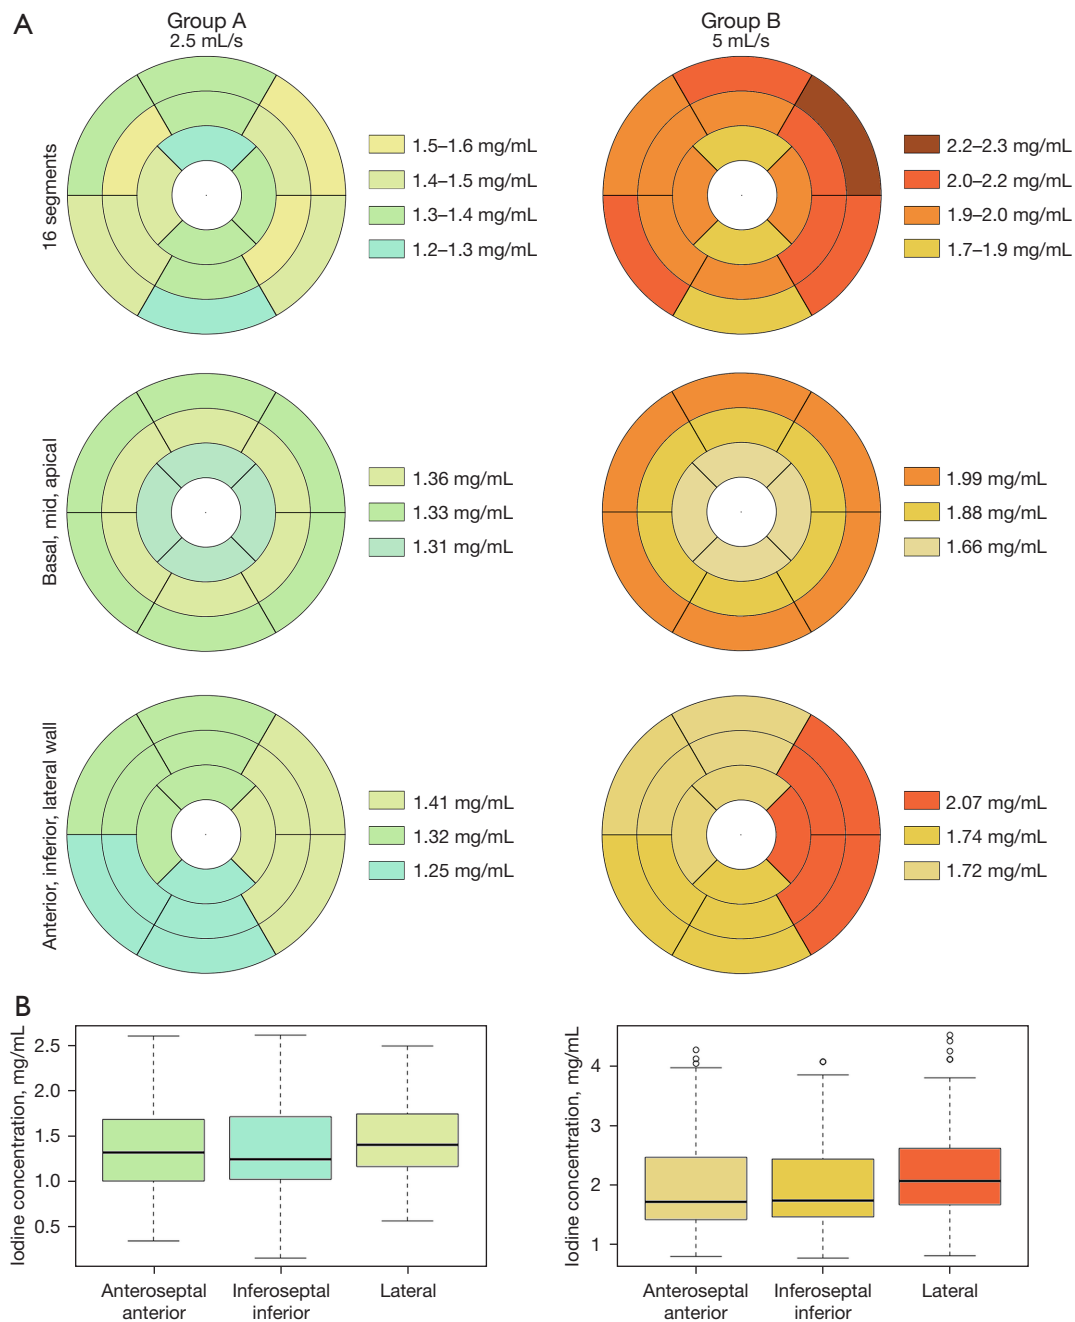 A
Group A
2.5 mL/s
Group B
5 mL/s
16 segments
1.5–1.6 mg/mL
1.4–1.5 mg/mL
1.3–1.4 mg/mL
1.2–1.3 mg/mL
2.2–2.3 mg/mL
2.0–2.2 mg/mL
1.9–2.0 mg/mL
1.7–1.9 mg/mL
Basal, mid, apical
1.36 mg/mL
1.33 mg/mL
1.31 mg/mL
1.99 mg/mL
1.88 mg/mL
1.66 mg/mL
Anterior, inferior, lateral wall
1.41 mg/mL
1.32 mg/mL
1.25 mg/mL
2.07 mg/mL
1.74 mg/mL
1.72 mg/mL
B
Iodine concentration, mg/mL
2.5
2.0
1.5
1.0
0.5
Anteroseptal
anterior
Inferoseptal
inferior
Lateral
Iodine concentration, mg/mL
4
3
2
1
Anteroseptal
anterior
Inferoseptal
inferior
Lateral